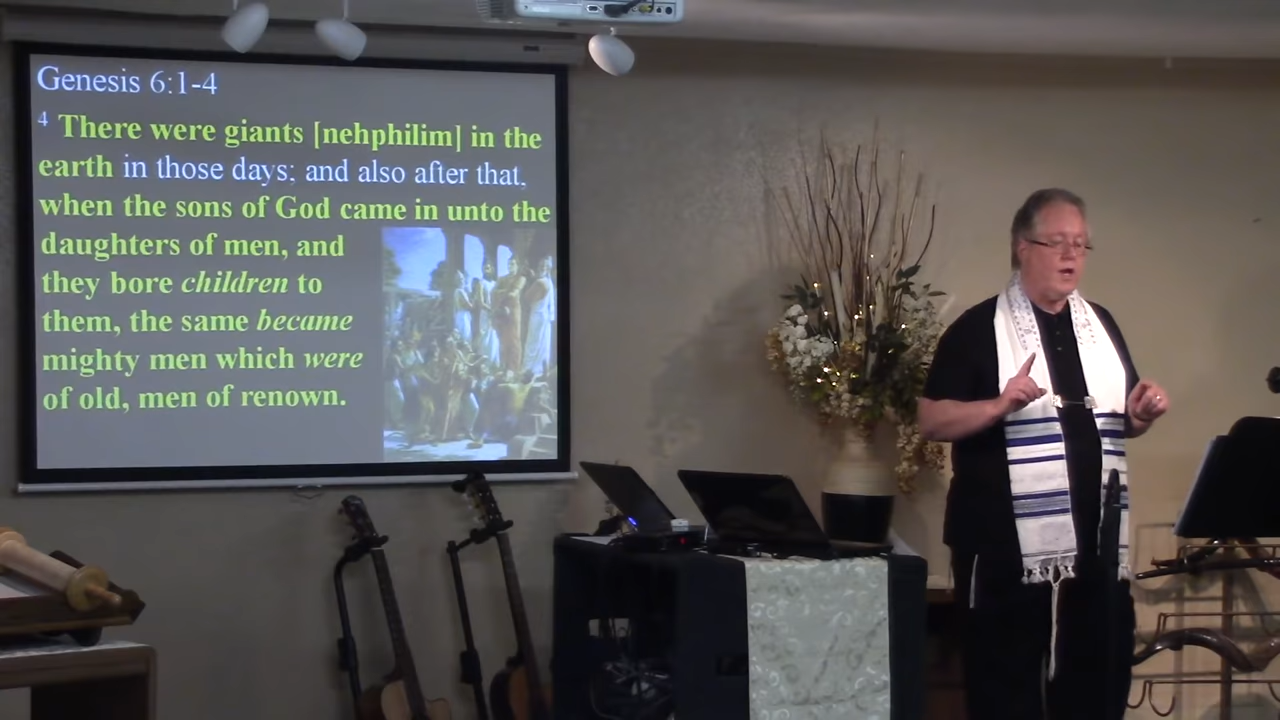 Genesis 6:1-4
4 There were giants [nehphilim] in the
earth in those days; and also after that,
when the sons of God came in unto the
daughters of men, and
they bore children to
them, the same became
mighty men which were
of old, men of renown.